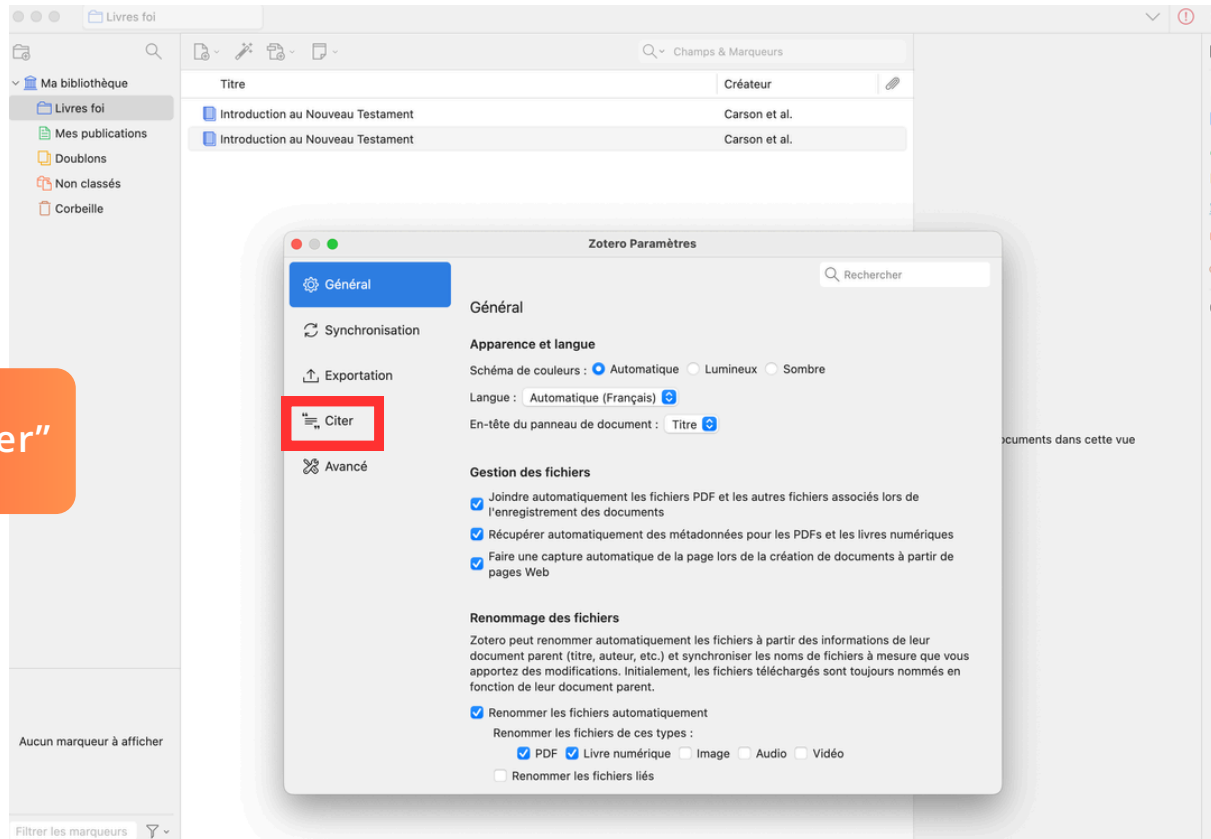 Livres foi
Champs & Marqueurs
Ma bibliothèque
Livres foi
Mes publications
Doublons
Non classés
Corbeille
Titre
Créateur
Introduction au Nouveau Testament
Carson et al.
Introduction au Nouveau Testament
Carson et al.
Zotero Paramètres
Général
Synchronisation
Exportation
Citer
Avancé
Rechercher
Général
Apparence et langue
Schéma de couleurs : Automatique Lumineux Sombre
Langue : Automatique (Français)
En-tête du panneau de document : Titre
Gestion des fichiers
Joindre automatiquement les fichiers PDF et les autres fichiers associés lors de
l'enregistrement des documents
Récupérer automatiquement des métadonnées pour les PDFs et les livres numériques
Faire une capture automatique de la page lors de la création de documents à partir de
pages Web
Renommage des fichiers
Zotero peut renommer automatiquement les fichiers à partir des informations de leur
document parent (titre, auteur, etc.) et synchroniser les noms de fichiers à mesure que vous
apportez des modifications. Initialement, les fichiers téléchargés sont toujours nommés en
fonction de leur document parent.
Renommer les fichiers automatiquement
Renommer les fichiers de ces types :
PDF Livre numérique Image Audio Vidéo
Renommer les fichiers liés
er”
dans cette vue
Aucun marqueur à afficher
Filtrer les marqueurs